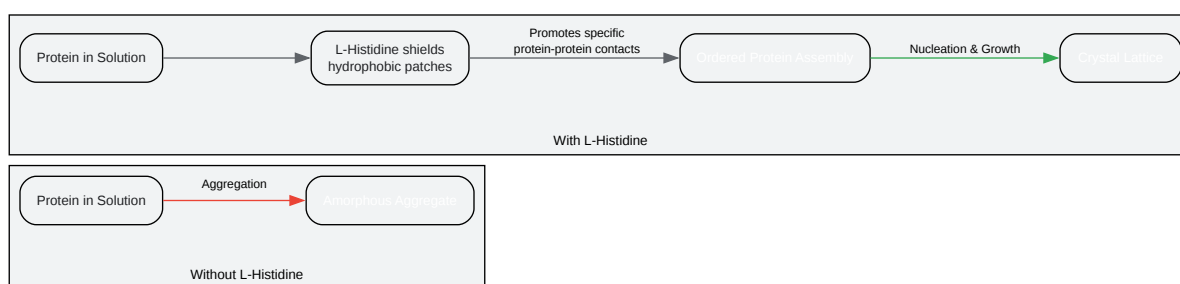 Protein in Solution
L-Histidine shields
hydrophobic patches
Promotes specific
protein-protein contacts
Ordered Protein Assembly
Nucleation & Growth
Crystal Lattice
With L-Histidine
Protein in Solution
Aggregation
Amorphous Aggregate
Without L-Histidine